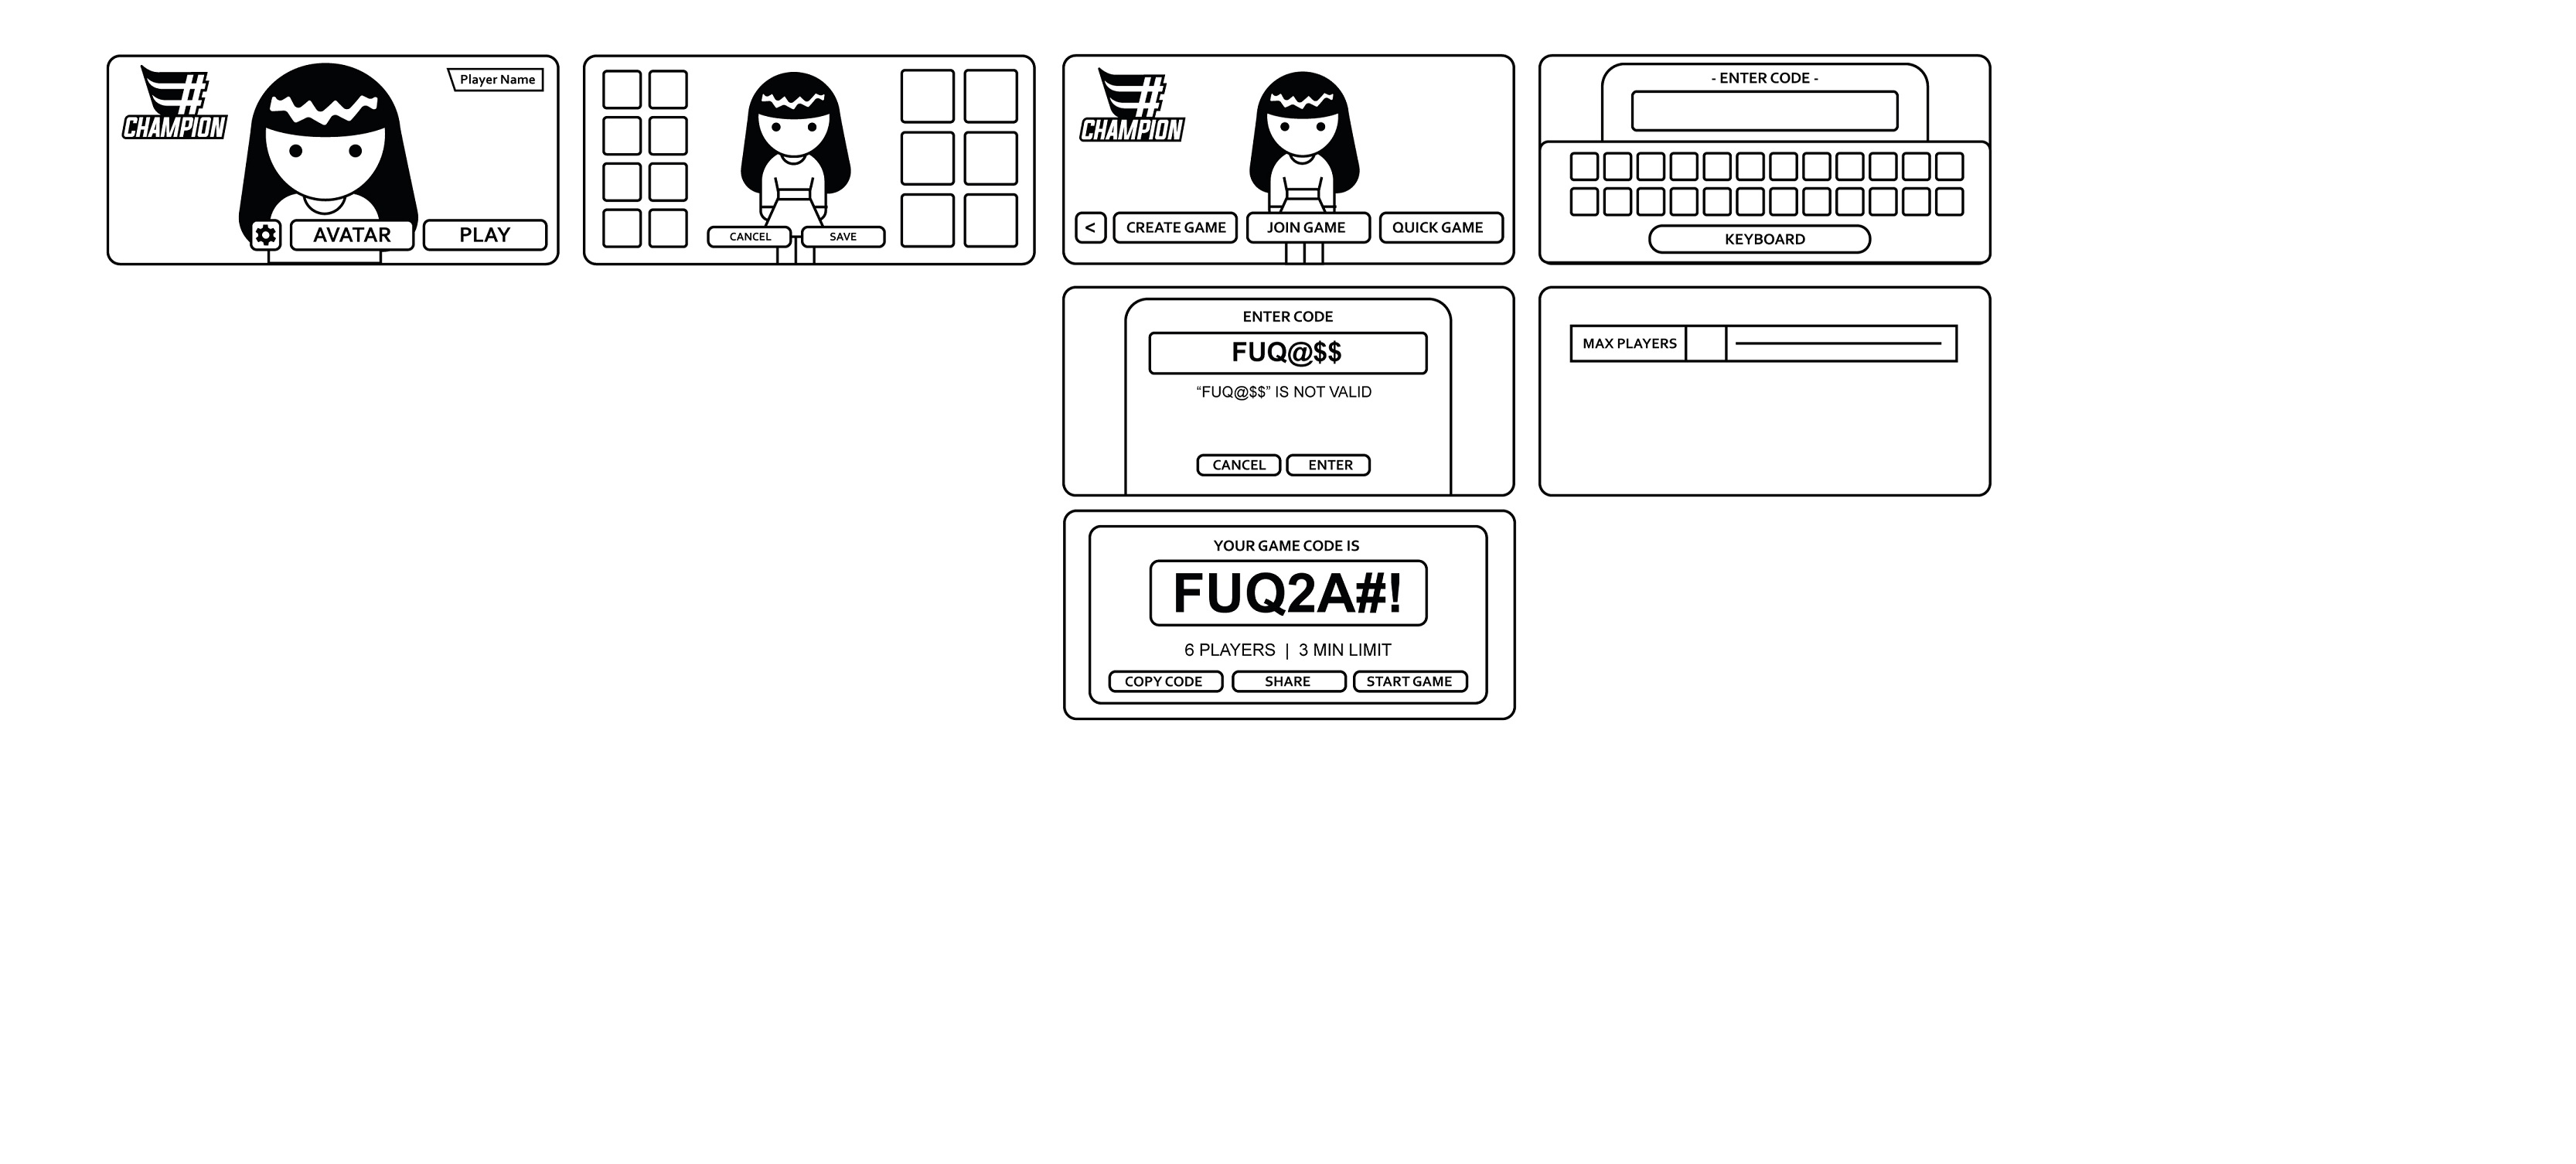 #
CHAMPION
Player Name
AVATAR
PLAY
CANCEL
SAVE
#
CHAMPION
< CREATE GAME
JOIN GAME
QUICK GAME
- ENTER CODE -
KEYBOARD
ENTER CODE
FUQ@$$
“FUQ@$$” IS NOT VALID
CANCEL
ENTER
MAX PLAYERS
YOUR GAME CODE IS
FUQ2A#!
6 PLAYERS | 3 MIN LIMIT
COPY CODE
SHARE
START GAME